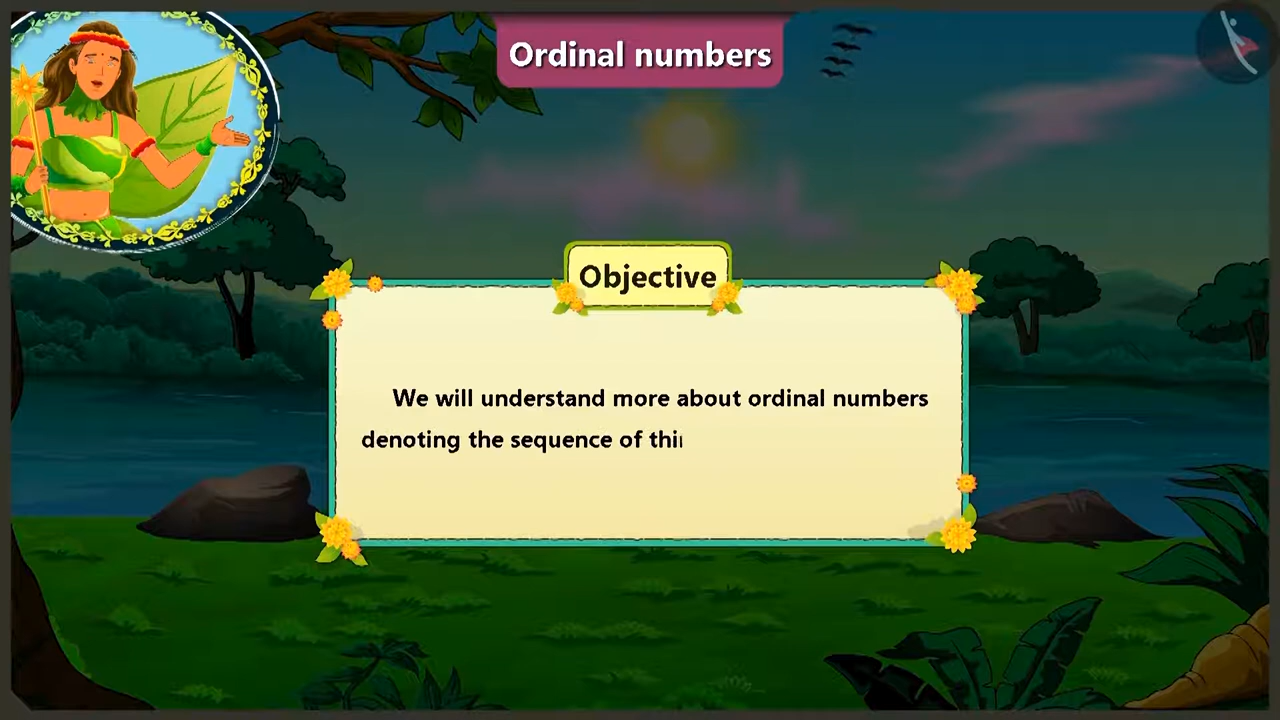 Ordinal numbers
Objective
We will understand more about ordinal numbers
denoting the sequence of thi